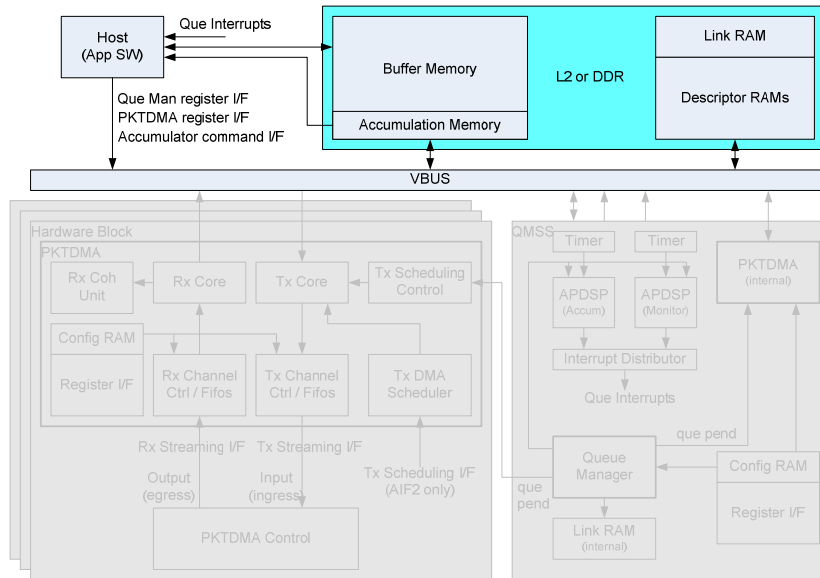 Host
(App SW)
Que Interrupts
Que Man register I/F
PKTDMA register I/F
Accumulator command I/F
Buffer Memory
Accumulation Memory
L2 or DDR
Link RAM
Descriptor RAMs
VBUS
Hardware Block
PKTDMA
Rx Coh
Unit
Rx Core
Tx Core
Tx Scheduling
Control
Config RAM
Register I/F
Rx Channel
Ctrl / Fifos
Tx Channel
Ctrl / Fifos
Tx DMA
Scheduler
Rx Streaming I/F
Tx Streaming I/F
Output
(egress)
Input
(ingress)
Tx Scheduling I/F
(AIF2 only)
PKTDMA Control
QMSS
Timer
Timer
APDSP
(Accum)
APDSP
(Monitor)
PKTDMA
(internal)
Interrupt Distributor
Que Interrupts
que pend
Queue
Manager
que
pend
Config RAM
Register I/F
Link RAM
(internal)